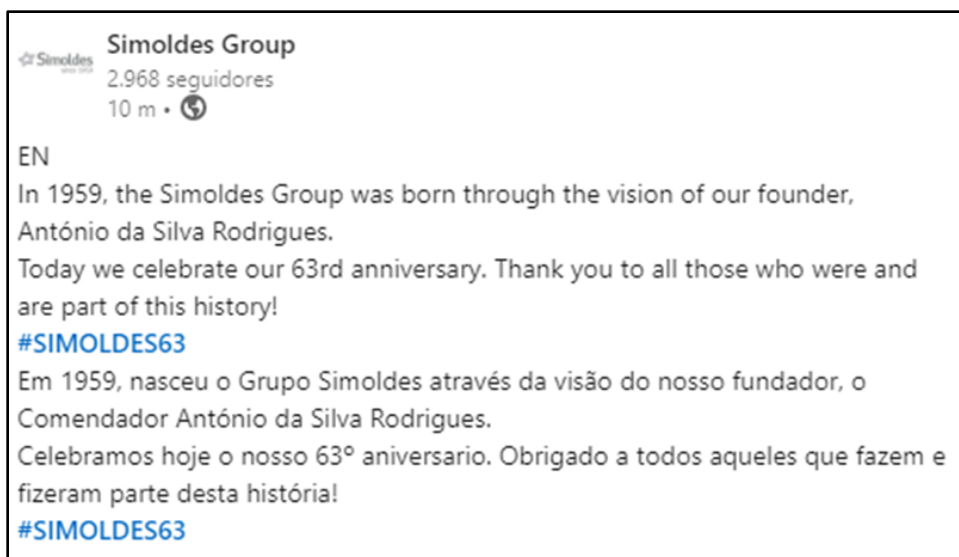 Simoldes
since 1959
Simoldes Group
2.968 seguidores
10 m •
EN
In 1959, the Simoldes Group was born through the vision of our founder,
António da Silva Rodrigues.
Today we celebrate our 63rd anniversary. Thank you to all those who were and
are part of this history!
#SIMOLDES63
Em 1959, nasceu o Grupo Simoldes através da visão do nosso fundador, o
Comendador António da Silva Rodrigues.
Celebramos hoje o nosso 63º aniversario. Obrigado a todos aqueles que fazem e
fizeram parte desta história!
#SIMOLDES63